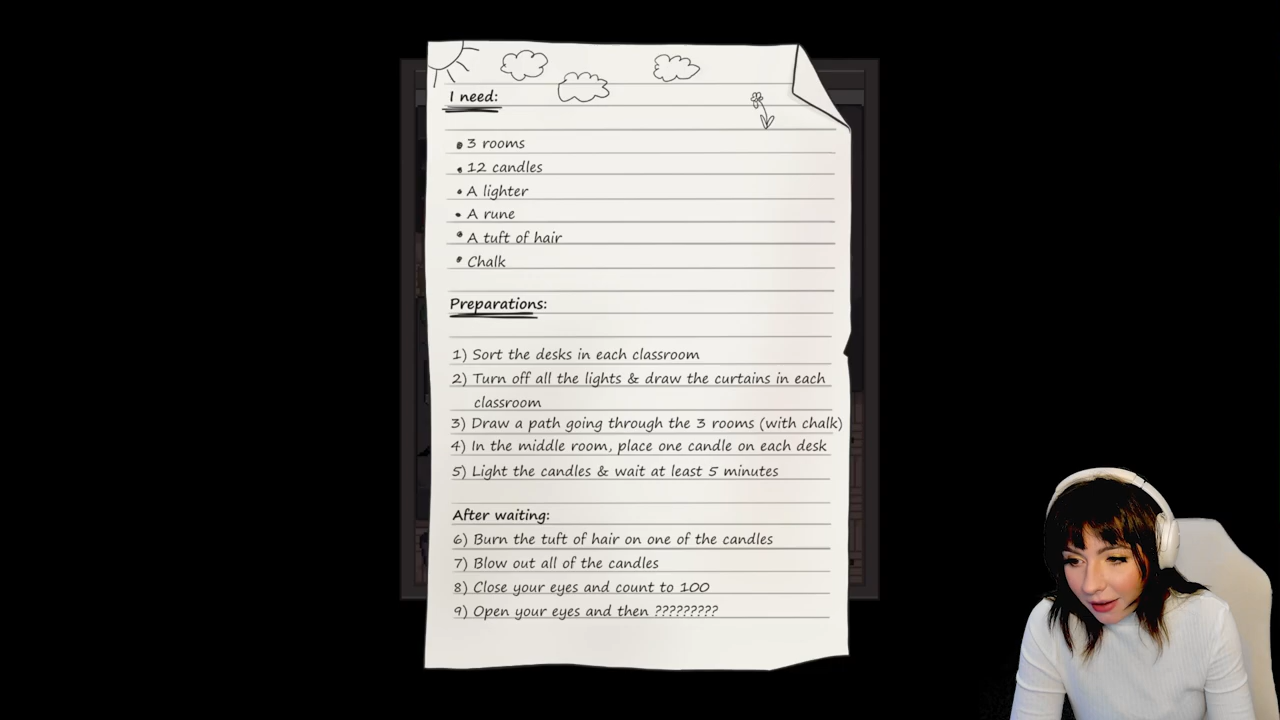 I need:
3 rooms
12 candles
A lighter
A rune
A tuft of hair
Chalk
Preparations:
1) Sort the desks in each classroom
2) Turn off all the lights & draw the curtains in each
classroom
3) Draw a path going through the 3 rooms (with chalk)
4) In the middle room, place one candle on each desk
5) Light the candles & wait at least 5 minutes
After waiting:
6) Burn the tuft of hair on one of the candles
7) Blow out all of the candles
8) Close your eyes and count to 100
9) Open your eyes and then ?????????